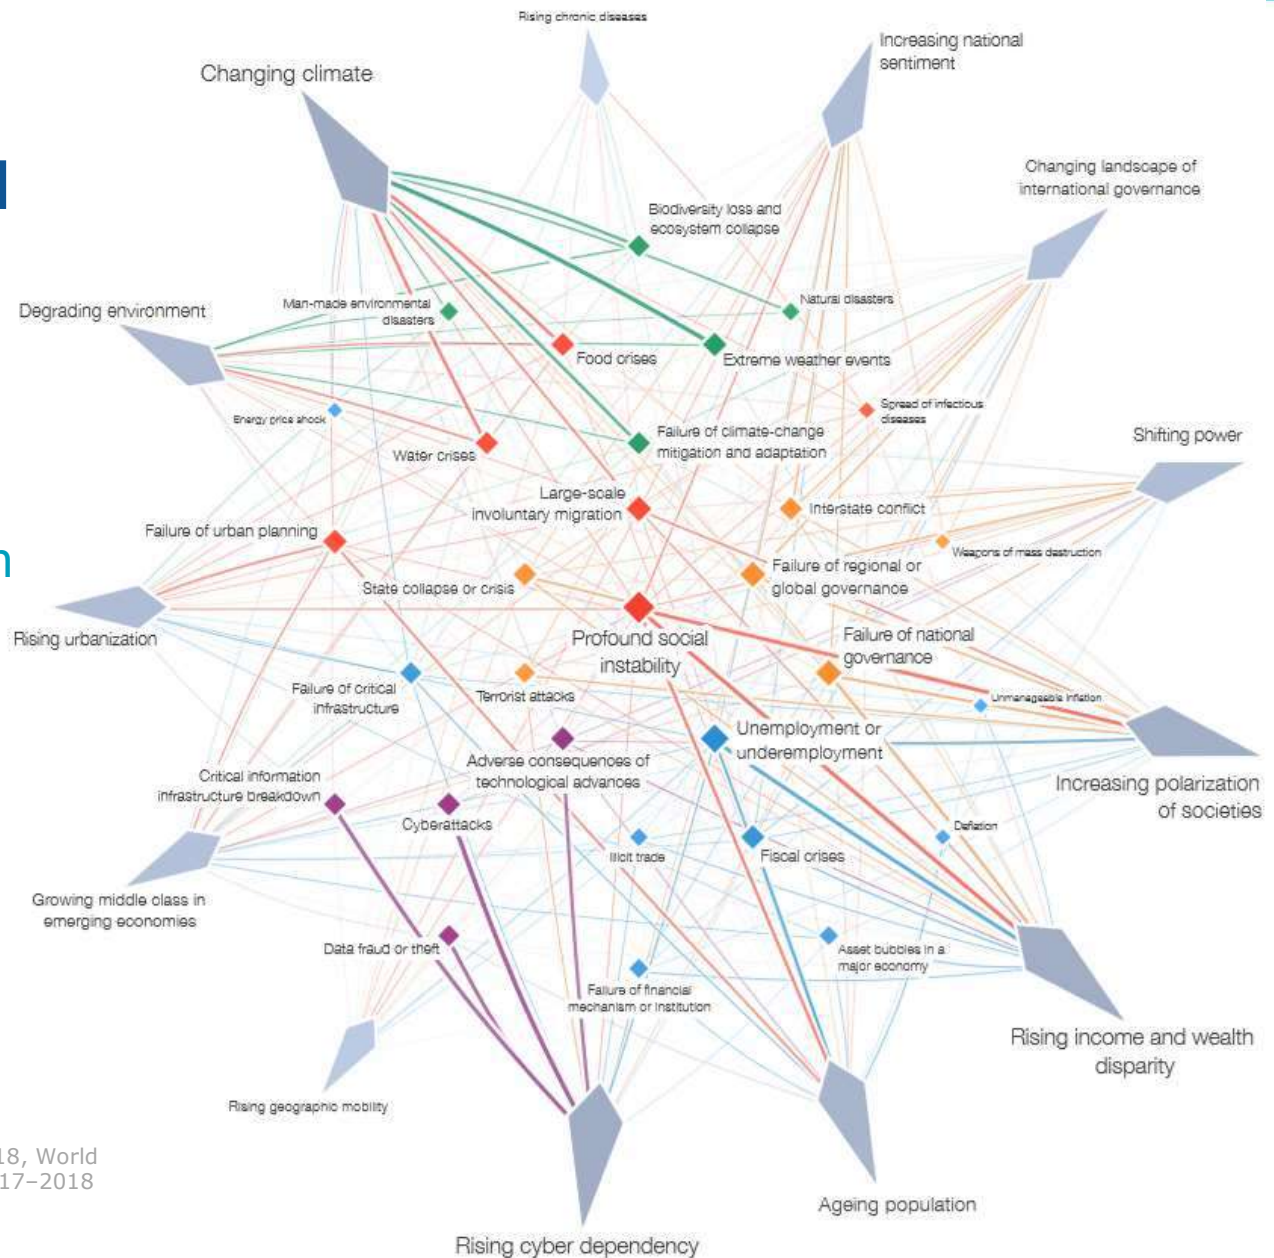 Rising chronic diseases
Increasing national
sentiment
Changing climate
Changing landscape of
international governance
Biodiversity loss and
ecosystem collapse
Degrading environment
Man-made environmental
disasters
Natural disasters
Food crises
Extreme weather events
Energy price shock
Spread of infectious
diseases
Water crises
Failure of climate-change
mitigation and adaptation
Shifting power
Large-scale
involuntary migration
Interstate conflict
Failure of urban planning
Weapons of mass destruction
n
State collapse or crisis
Failure of regional or
global governance
Rising urbanization
Profound social
instability
Failure of national
governance
Failure of critical
infrastructure
Terrorist attacks
Unmanageable inflation
Unemployment or
underemployment
Adverse consequences of
technological advances
Critical information
infrastructure breakdown
Cyberattacks
Increasing polarization
of societies
Illicit trade
Fiscal crises
Deflation
Growing middle class in
emerging economies
Data fraud or theft
Asset bubbles in a
major economy
Failure of financial
mechanism or institution
Rising income and wealth
disparity
Rising geographic mobility
18, World
17–2018
Ageing population
Rising cyber dependency